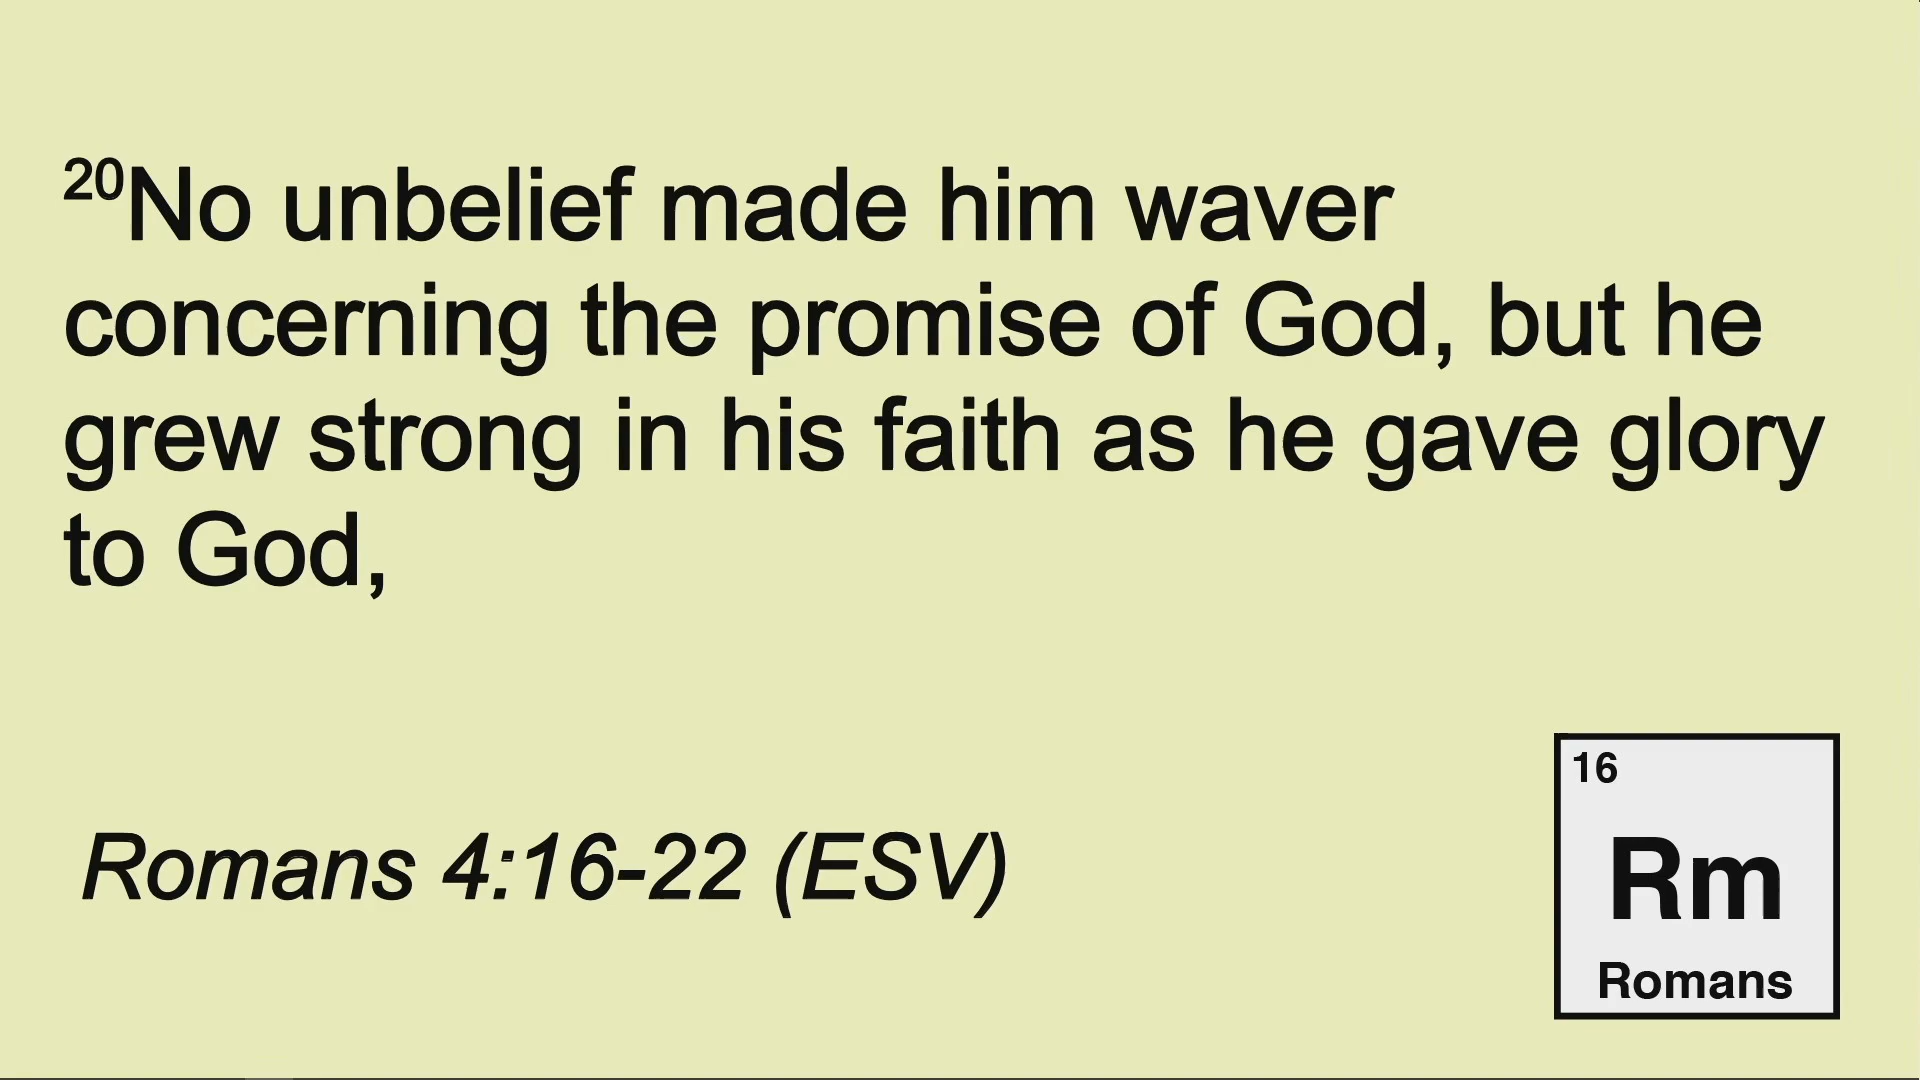 20No unbelief made him waver
concerning the promise of God, but he
grew strong in his faith as he gave glory
to God,
Romans 4:16-22 (ESV)
16
Rm
Romans